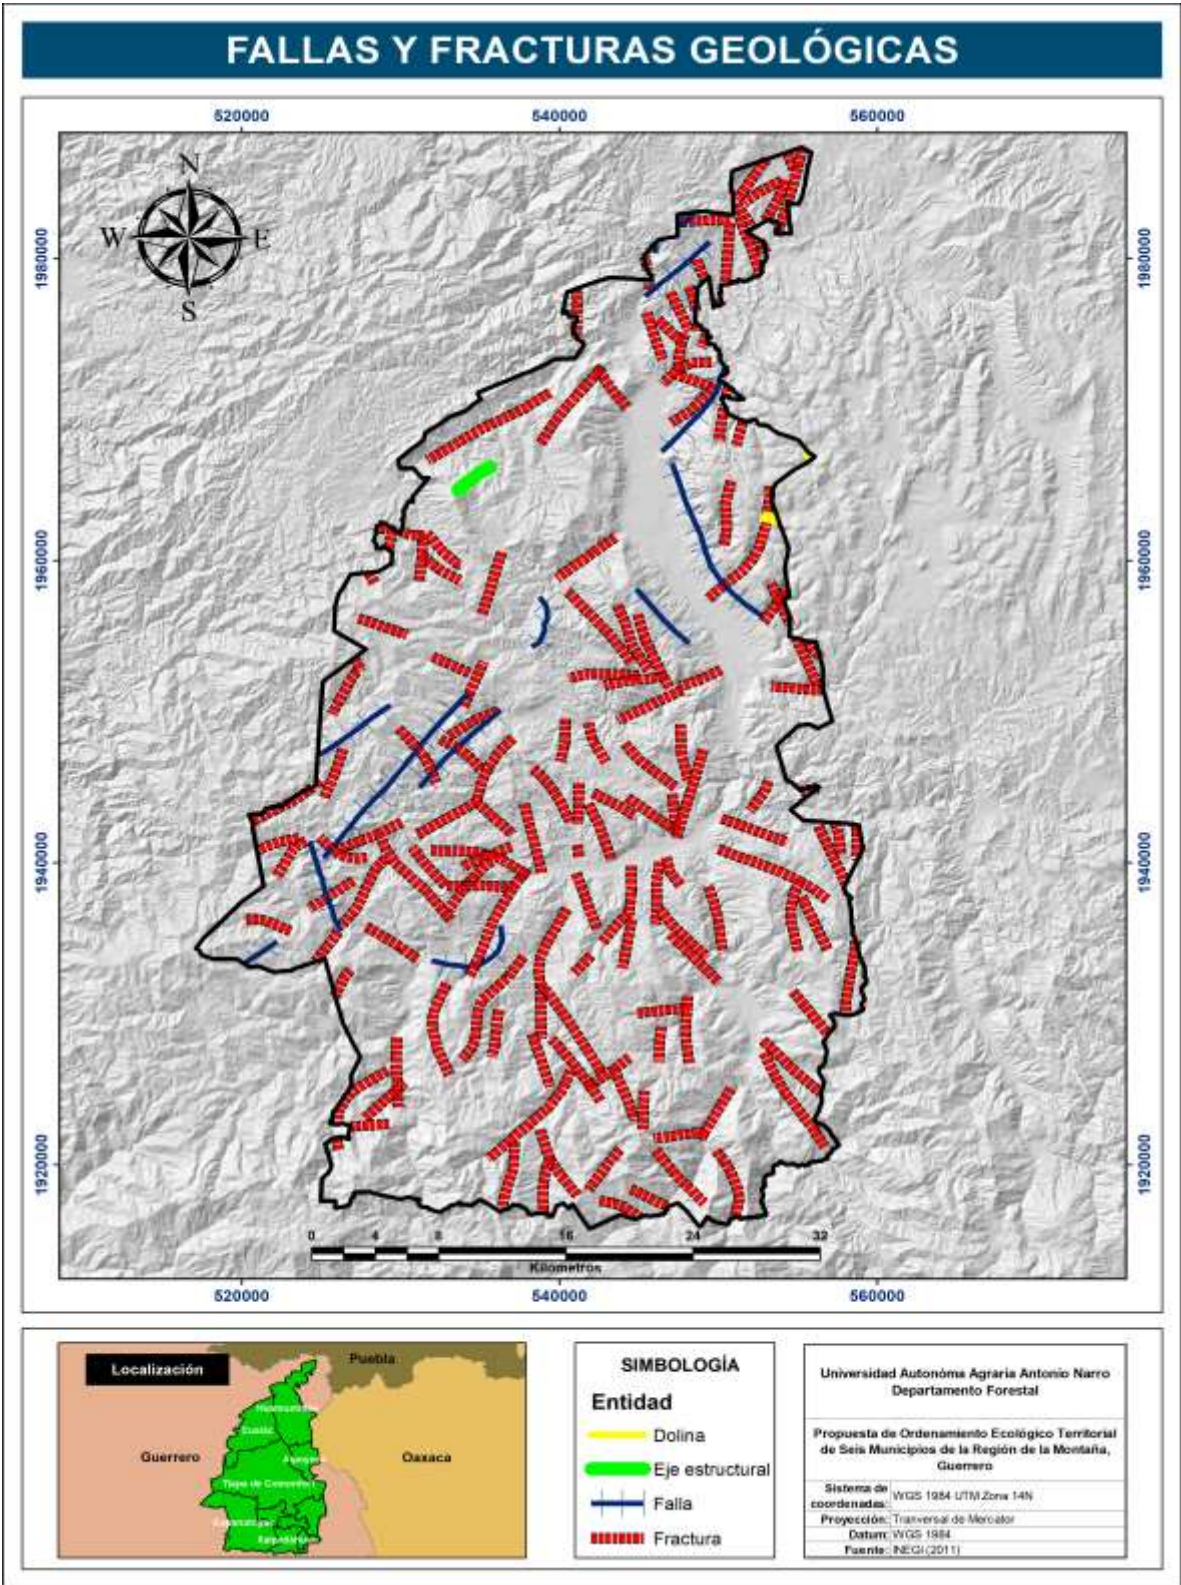 FALLAS Y FRACTURAS GEOLÓGICAS
520000 540000 560000
N
W E
S
1980000 1980000
1960000 1960000
1940000 1940000
1920000 1920000
0 4 8 16 24 32
Kilometros
520000 540000 560000
Localización
Puebla
Guerrero
Oaxaca
Tlapa de Comonfort
SIMBOLOGÍA
Entidad
Dolina
Eje estructural
Falla
Fractura
Universidad Autonóma Agraria Antonio Narro
Departamento Forestal
Propuesta de Ordenamiento Ecológico Territorial
de Seis Municipios de la Región de la Montaña,
Guerrero
Sistema de
coordenadas: WGS 1984 UTM Zona 14N
Proyección: Tranversal de Mercator
Datum: WGS 1984
Fuente: INEGI (2011)